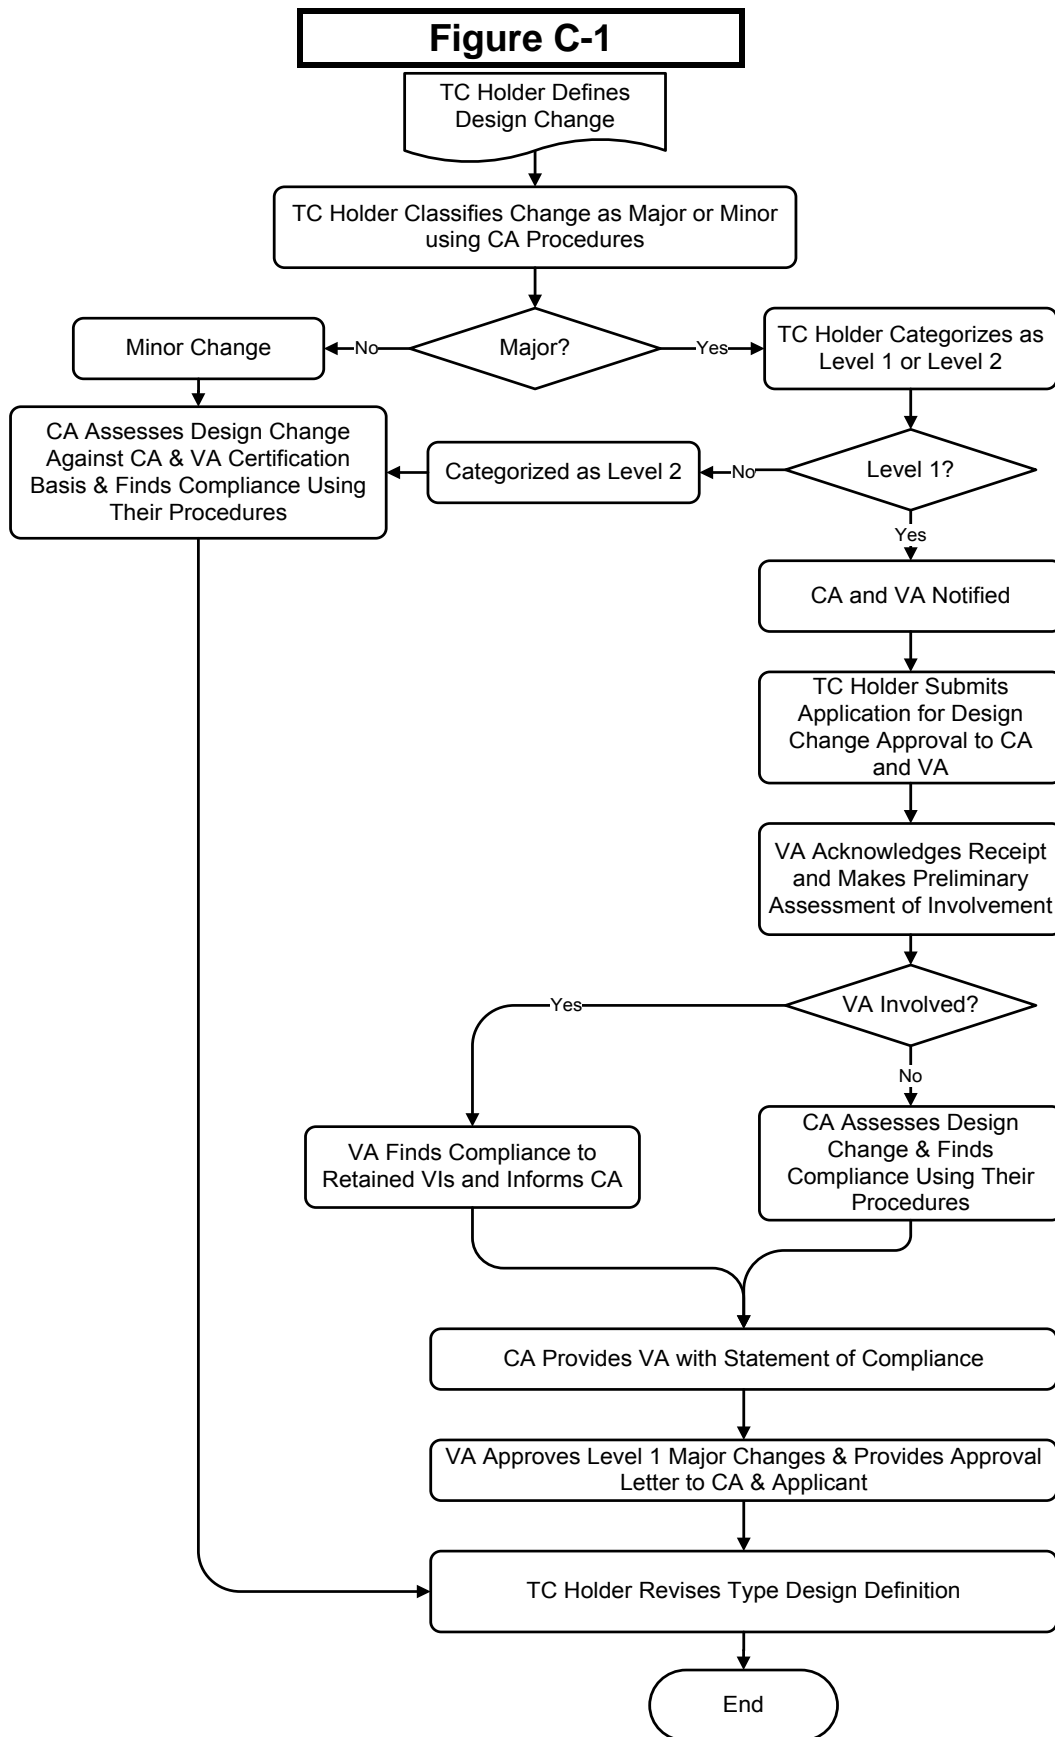 Figure C-1
TC Holder Defines
Design Change
TC Holder Classifies Change as Major or Minor
using CA Procedures
Minor Change
No
Major?
Yes
TC Holder Categorizes as
Level 1 or Level 2
CA Assesses Design Change
Against CA & VA Certification
Basis & Finds Compliance Using
Their Procedures
Categorized as Level 2
No
Level 1?
Yes
CA and VA Notified
TC Holder Submits
Application for Design
Change Approval to CA
and VA
VA Acknowledges Receipt
and Makes Preliminary
Assessment of Involvement
Yes
VA Involved?
No
VA Finds Compliance to
Retained VIs and Informs CA
CA Assesses Design
Change & Finds
Compliance Using Their
Procedures
CA Provides VA with Statement of Compliance
VA Approves Level 1 Major Changes & Provides Approval
Letter to CA & Applicant
TC Holder Revises Type Design Definition
End